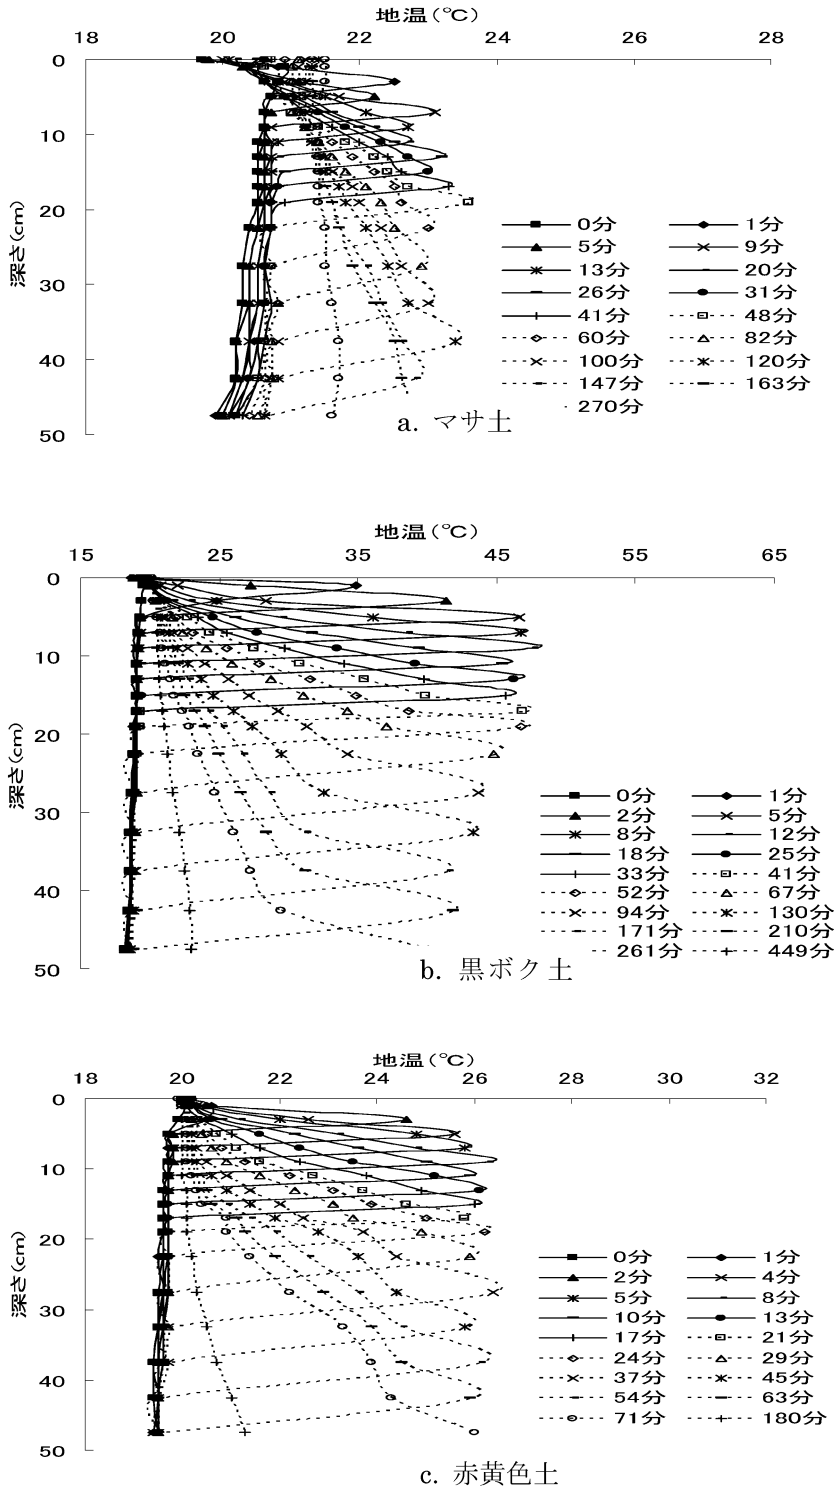 地温(℃)
18 20 22 24 26 28
0
10
20
30
40
50
深さ(cm)
0分 1分
5分 9分
13分 20分
26分 31分
41分 48分
60分 82分
100分 120分
147分 163分
270分
a. マサ土
地温(℃)
15 25 35 45 55 65
0
10
20
30
40
50
深さ(cm)
0分 1分
2分 5分
8分 12分
18分 25分
33分 41分
52分 67分
94分 130分
171分 210分
261分 449分
b. 黒ボク土
地温(℃)
18 20 22 24 26 28 30 32
0
10
20
30
40
50
深さ(cm)
0分 1分
2分 4分
5分 8分
10分 13分
17分 21分
24分 29分
37分 45分
54分 63分
71分 180分
c. 赤黄色土